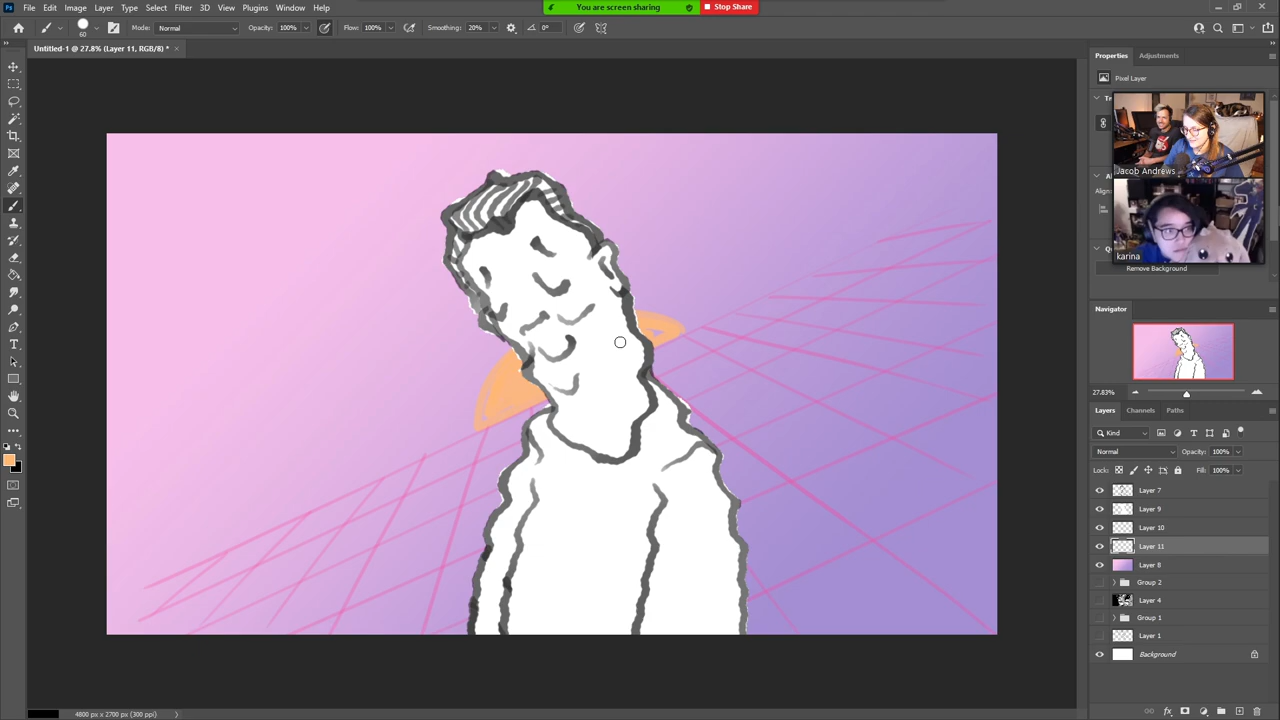 Ps File Edit Image Layer Type Select Filter 3D View Plugins Window Help
You are screen sharing
Stop Share
60 Mode: Normal Opacity: 100% Flow: 100% Smoothing: 20% 0°
Untitled-1 @ 27.8% (Layer 11, RGB/8) *
Properties Adjustments
Pixel Layer
Jacob Andrews
karina
Remove Background
Navigator
27.83%
Layers Channels Paths
Kind
Normal Opacity: 100%
Lock: Fill: 100%
Layer 7
Layer 9
Layer 10
Layer 11
Layer 8
Group 2
Layer 4
Group 1
Layer 1
Background
4800 px x 2700 px (300 ppi)